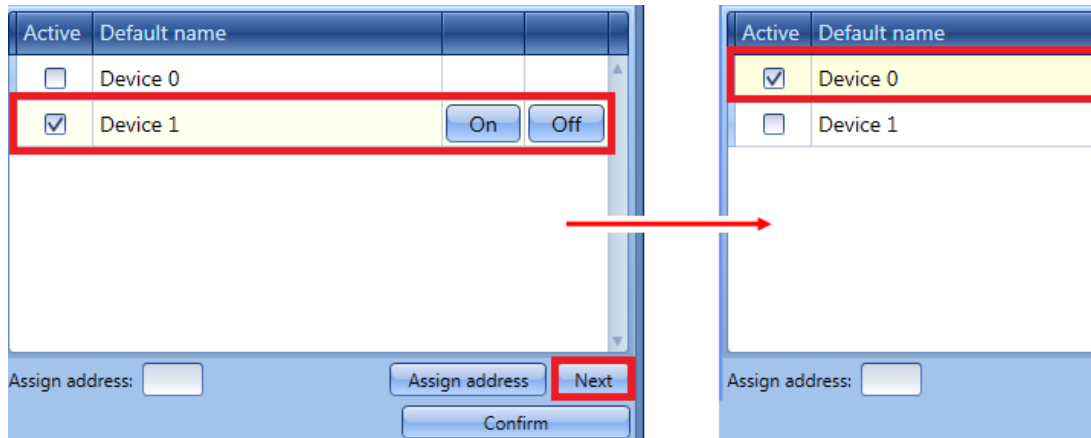 Active Default name
Device 0
Device 1 On Off
Assign address: Assign address Next
Confirm
Active Default name
Device 0
Device 1
Assign address: